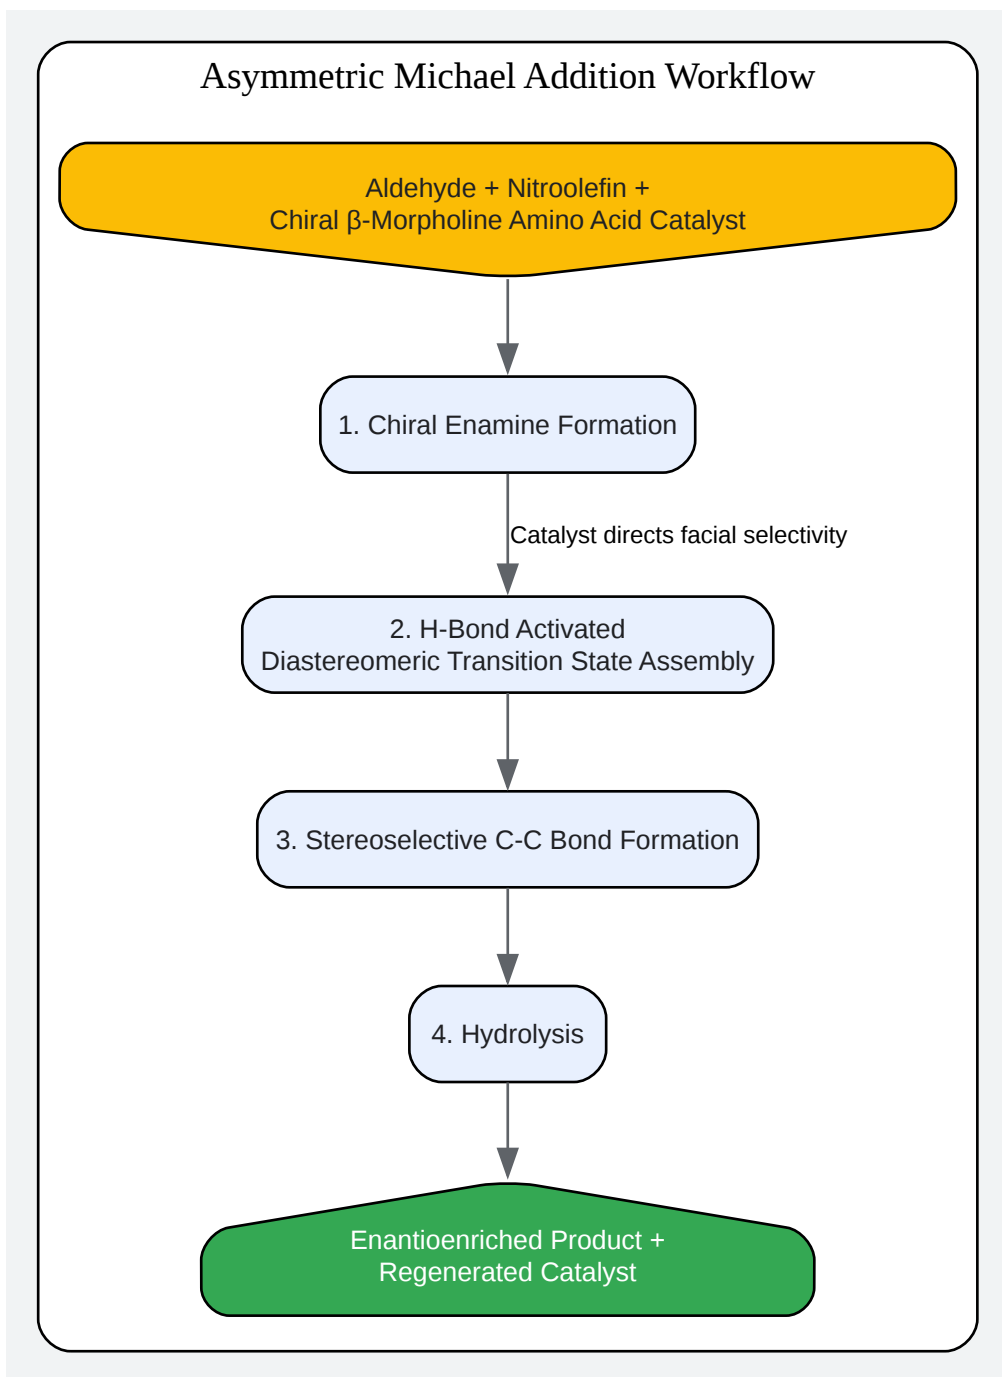 Asymmetric Michael Addition Workflow
Aldehyde + Nitroolefin +
Chiral β-Morpholine Amino Acid Catalyst
1. Chiral Enamine Formation
Catalyst directs facial selectivity
2. H-Bond Activated
Diastereomeric Transition State Assembly
3. Stereoselective C-C Bond Formation
4. Hydrolysis
Enantioenriched Product +
Regenerated Catalyst